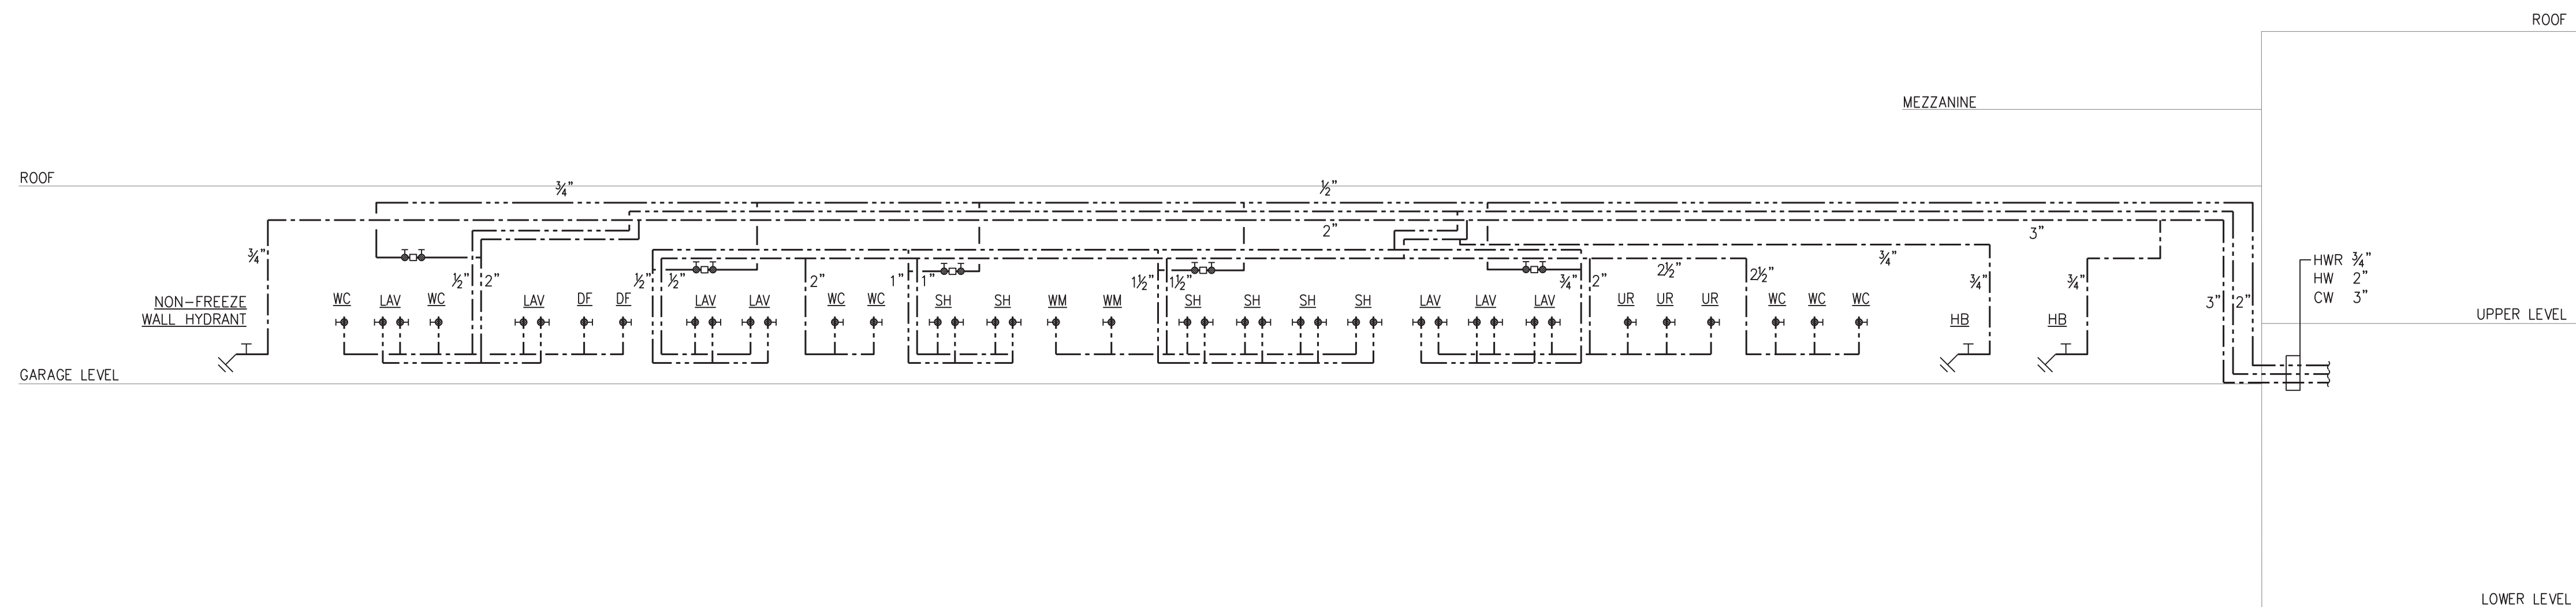 ROOF
MEZZANINE
ROOF
¾"
½"
2"
3"
¾"
¾"
NON-FREEZE
WALL HYDRANT
½"
2"
½"
½"
2"
1"
1"
1½"
1½"
¾"
2"
2½"
2½"
¾"
¾"
HWR ¾"
HW 2"
CW 3"
3"
2"
WC
LAV
WC
LAV
DF
DF
LAV
LAV
WC
WC
SH
SH
WM
WM
SH
SH
SH
SH
LAV
LAV
LAV
UR
UR
UR
WC
WC
WC
HB
HB
UPPER LEVEL
GARAGE LEVEL
LOWER LEVEL